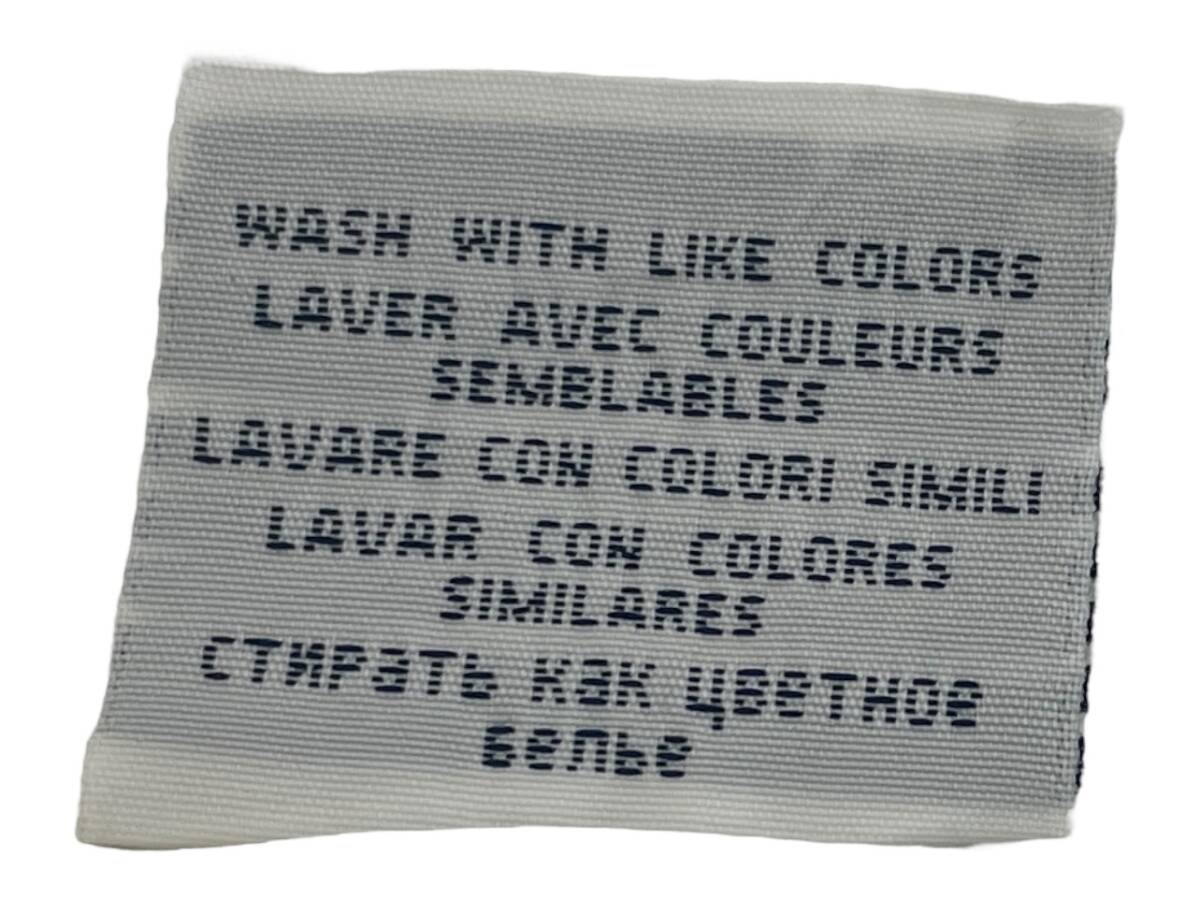 WASH WITH LIKE COLORS
LAVER AVEC COULEURS
SEMBLABLES
LAVARE CON COLORI SIMILI
LAVAR CON COLORES
SIMILARES
Стирать как цветное
белье